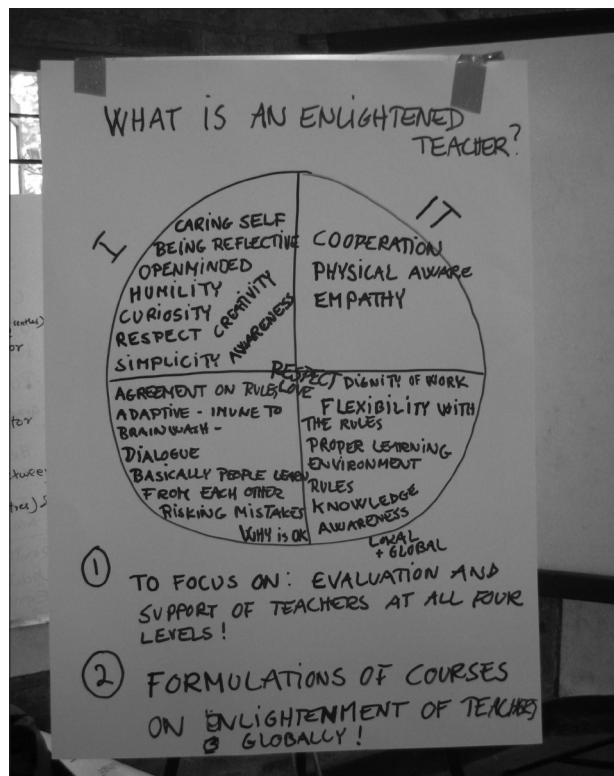 WHAT IS AN ENLIGHTENED
TEACHER?
I
CARING SELF
BEING REFLECTIVE
OPENMINDED
HUMILITY
CURIOSITY
RESPECT
SIMPLICITY
CREATIVITY
AWARENESS
IT
COOPERATION
PHYSICAL AWARE
EMPATHY
RESPECT
LOVE
AGREEMENT ON RULES
ADAPTIVE - IMUNE TO
BRAINWASH -
DIALOGUE
BASICALLY PEOPLE LEARN
FROM EACH OTHER
RISKING MISTAKES
WHY iS OK
DIGNITY OF WORK
FLEXIBILITY WITH
THE RULES
PROPER LEARNING
ENVIRONMENT
RULES
KNOWLEDGE
AWARENESS
LOKAL
+ GLOBAL
1 TO FOCUS ON: EVALUATION AND
SUPPORT OF TEACHERS AT ALL FOUR
LEVELS!
2 FORMULATIONS OF COURSES
ON ENLIGHTENMENT OF TEACHERS
GLOBALLY!